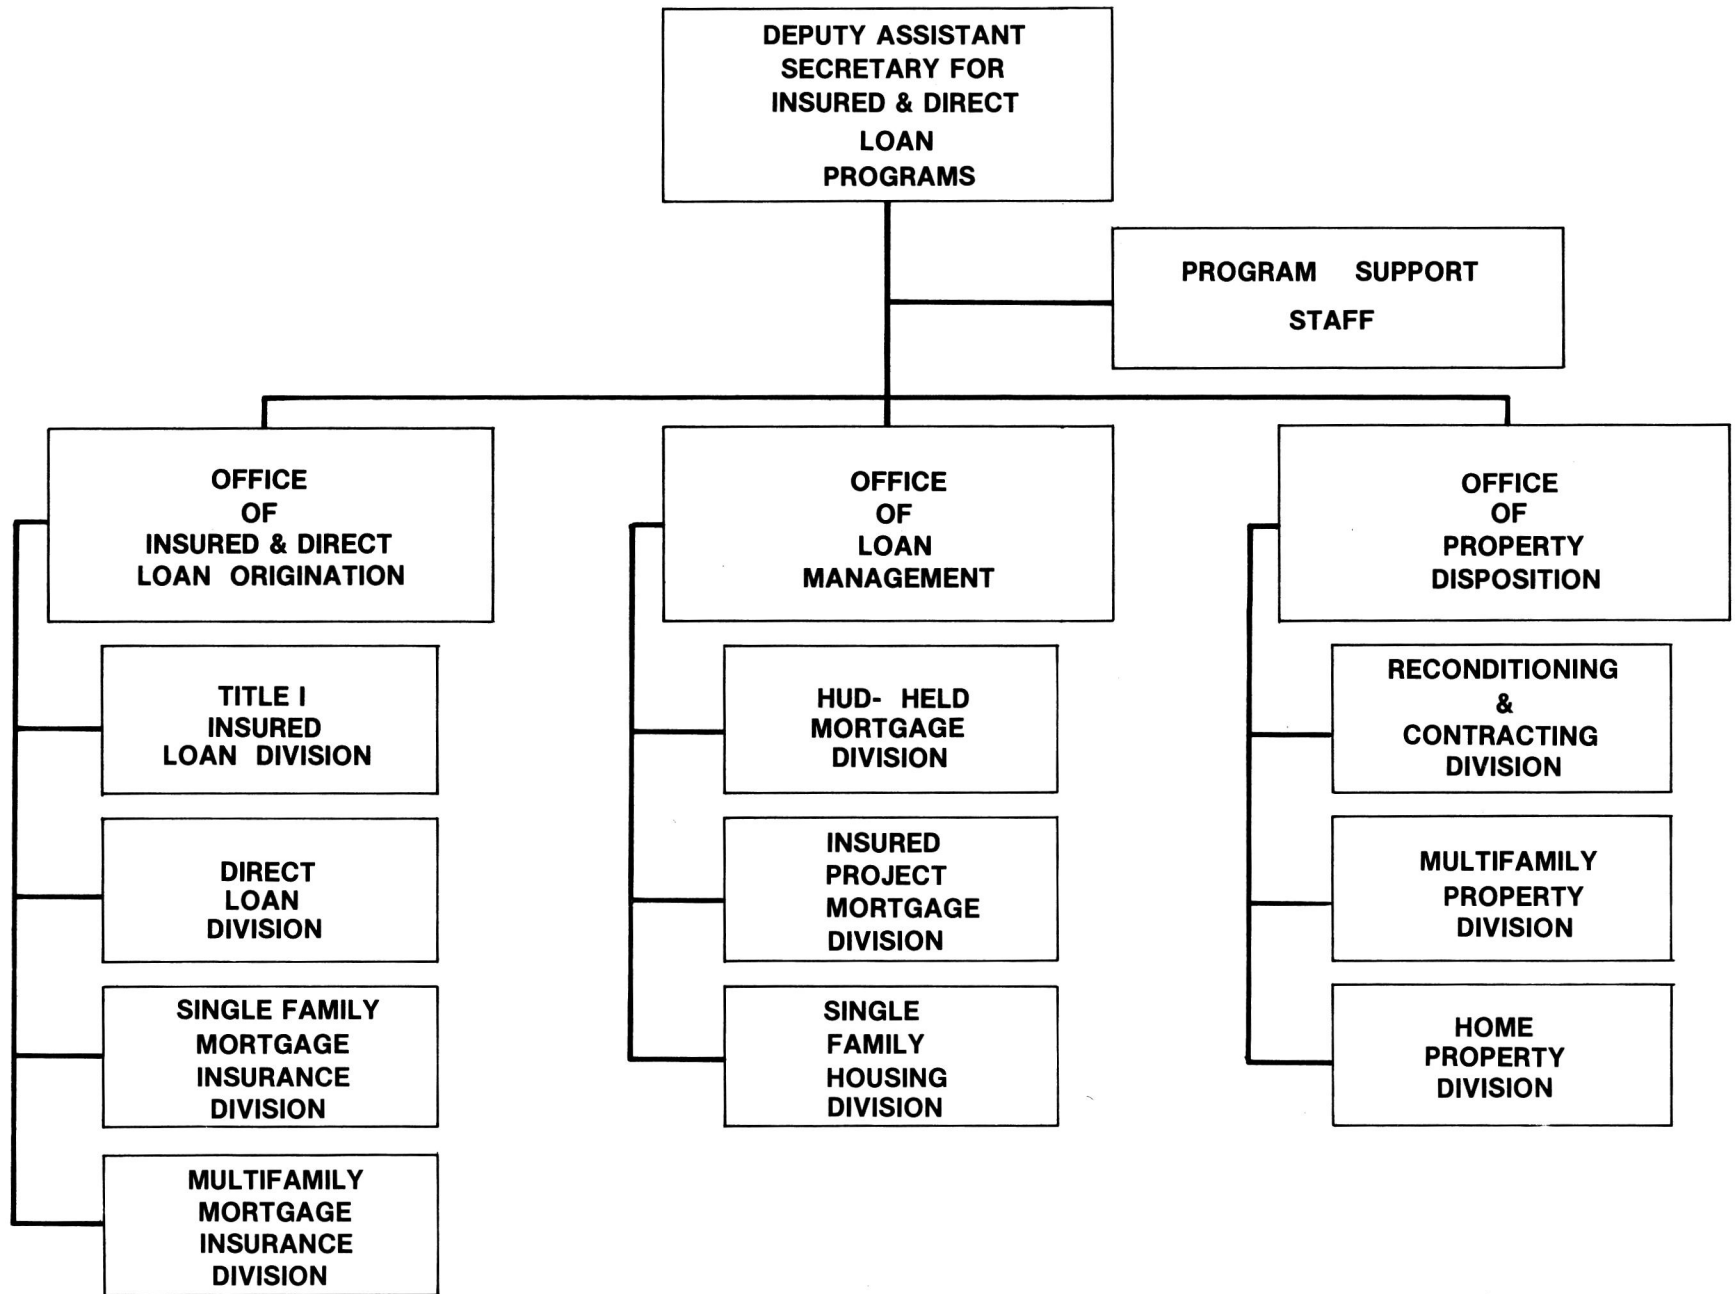 DEPUTY ASSISTANT
SECRETARY FOR
INSURED & DIRECT
LOAN
PROGRAMS
PROGRAM SUPPORT
STAFF
OFFICE
OF
INSURED & DIRECT
LOAN ORIGINATION
OFFICE
OF
LOAN
MANAGEMENT
OFFICE
OF
PROPERTY
DISPOSITION
TITLE I
INSURED
LOAN DIVISION
DIRECT
LOAN
DIVISION
SINGLE FAMILY
MORTGAGE
INSURANCE
DIVISION
MULTIFAMILY
MORTGAGE
INSURANCE
DIVISION
HUD- HELD
MORTGAGE
DIVISION
INSURED
PROJECT
MORTGAGE
DIVISION
SINGLE
FAMILY
HOUSING
DIVISION
RECONDITIONING
&
CONTRACTING
DIVISION
MULTIFAMILY
PROPERTY
DIVISION
HOME
PROPERTY
DIVISION